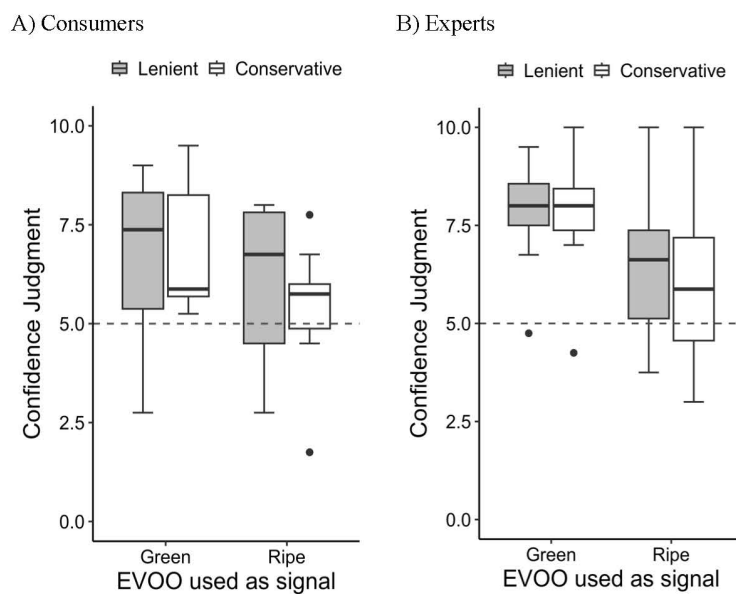 A) Consumers
Lenient Conservative
Confidence Judgment
10.0
7.5
5.0
2.5
0.0
Green Ripe
EVOO used as signal
B) Experts
Lenient Conservative
Confidence Judgment
10.0
7.5
5.0
2.5
0.0
Green Ripe
EVOO used as signal